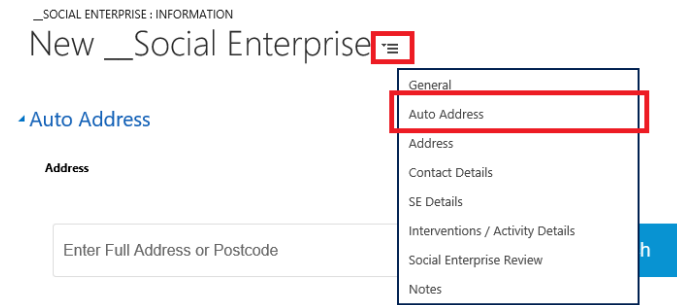 __SOCIAL ENTERPRISE : INFORMATION
New __Social Enterprise
General
Auto Address
Auto Address
Address
Address
Contact Details
SE Details
Interventions / Activity Details
Enter Full Address or Postcode
h
Social Enterprise Review
Notes